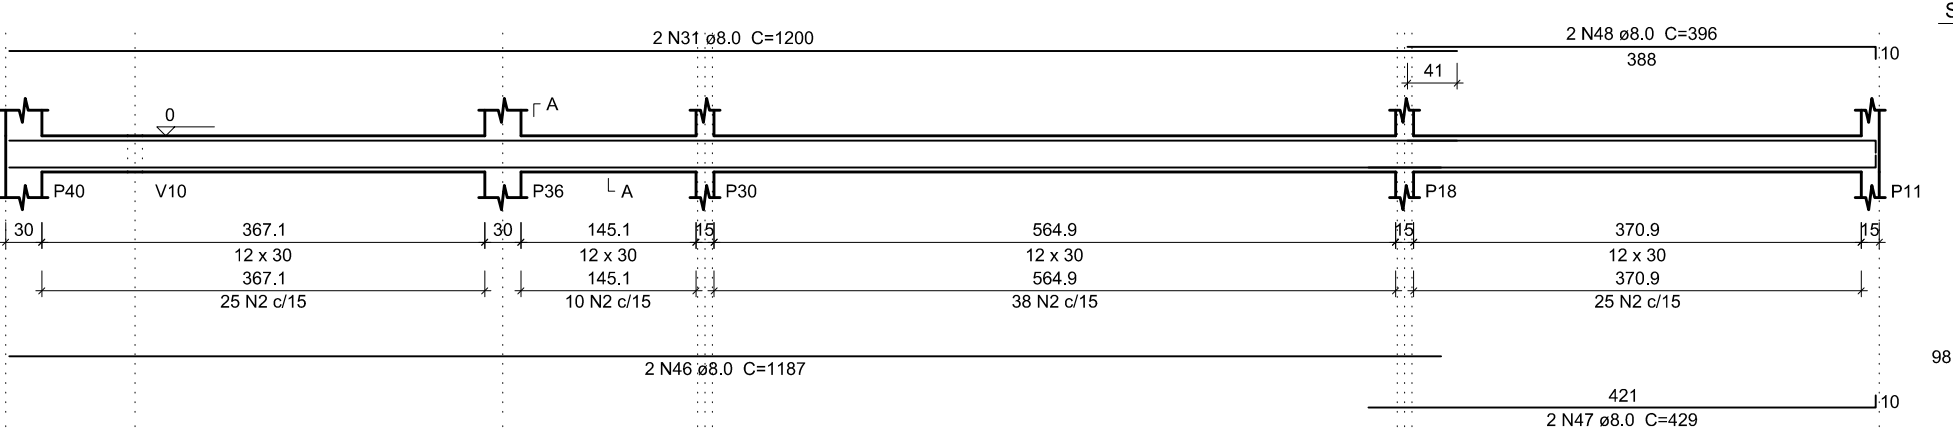 S
2 N31 ø8.0 C=1200
2 N48 ø8.0 C=396
388
10
41
0
A
P40
V10
P36
A
P30
P18
P11
30
367.1
30
145.1
15
564.9
15
370.9
15
12 x 30
12 x 30
12 x 30
12 x 30
367.1
145.1
564.9
370.9
25 N2 c/15
10 N2 c/15
38 N2 c/15
25 N2 c/15
98
2 N46 ø8.0 C=1187
421
10
2 N47 ø8.0 C=429